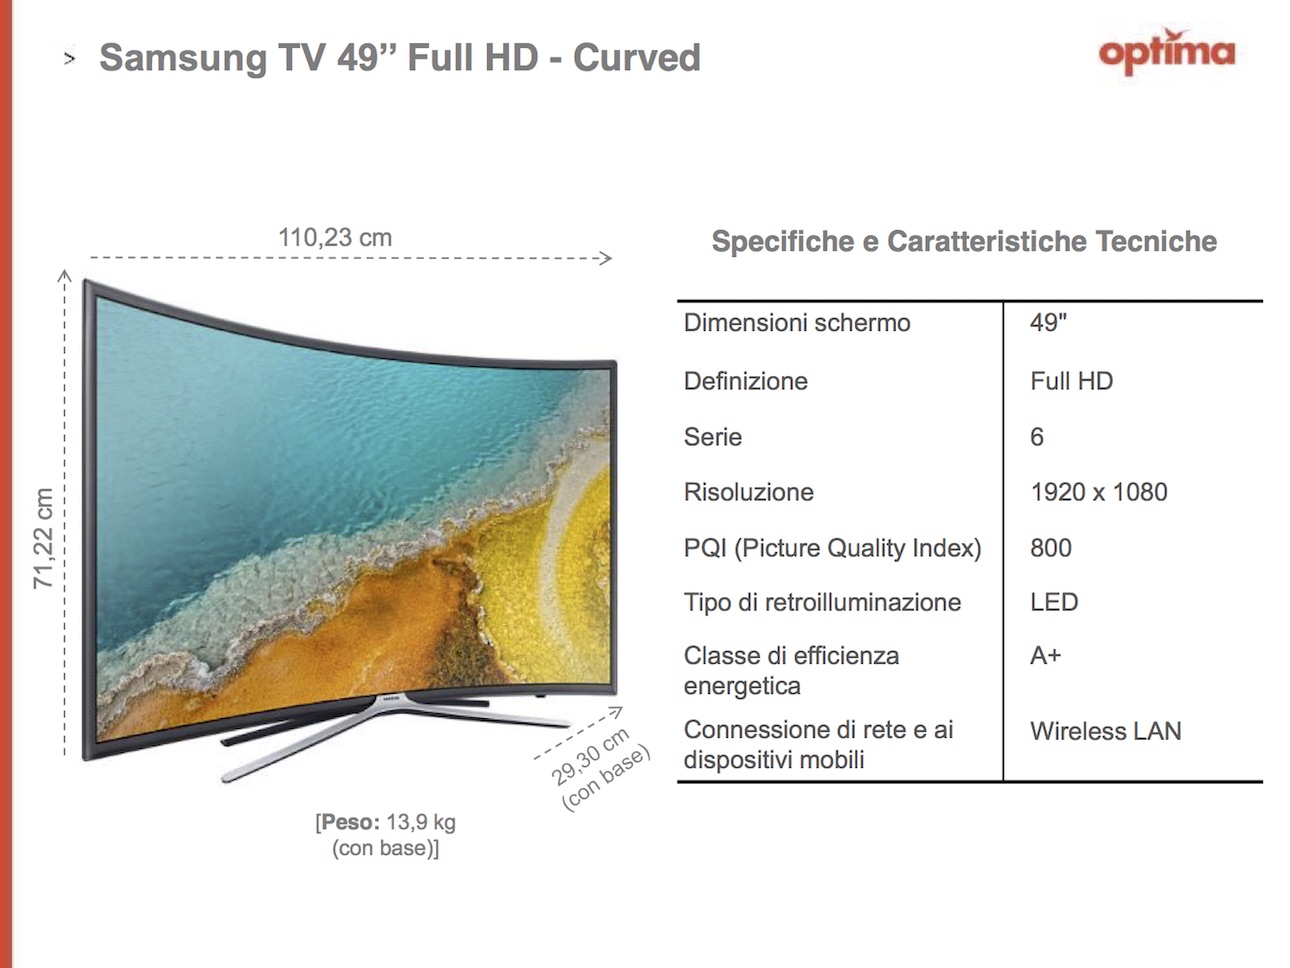 > Samsung TV 49’’ Full HD - Curved
optima
110,23 cm
71,22 cm
29,30 cm
(con base)
[Peso: 13,9 kg
(con base)]
Specifiche e Caratteristiche Tecniche
Dimensioni schermo 49"
Definizione Full HD
Serie 6
Risoluzione 1920 x 1080
PQI (Picture Quality Index) 800
Tipo di retroilluminazione LED
Classe di efficienza A+
energetica
Connessione di rete e ai Wireless LAN
dispositivi mobili